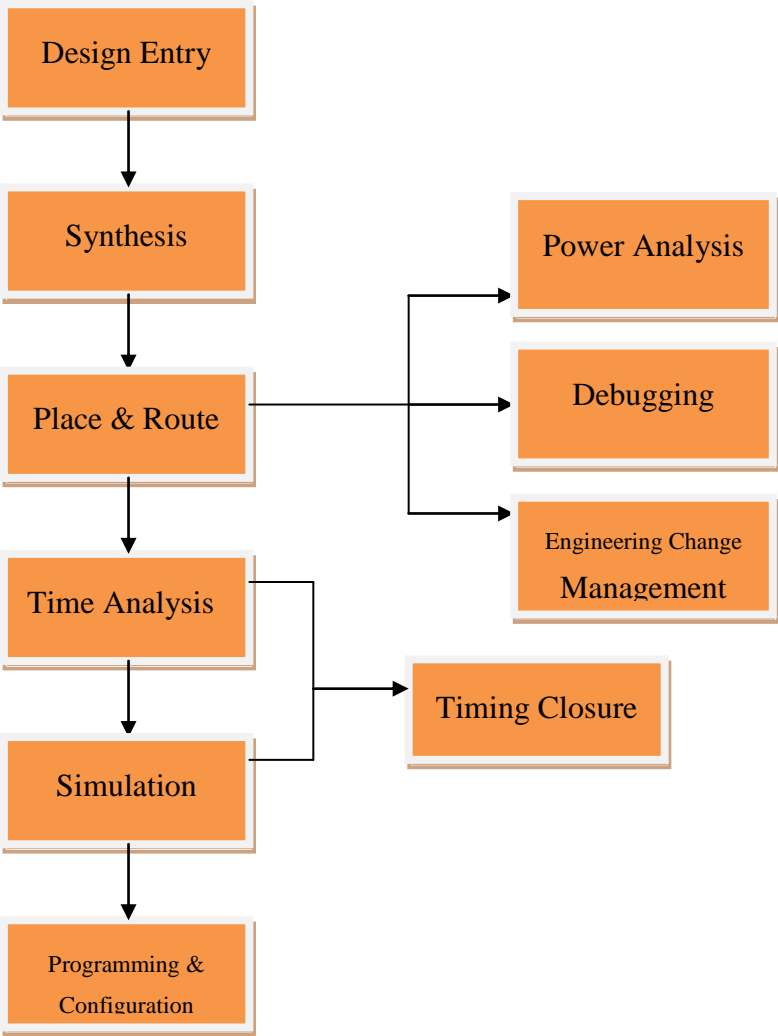 Design Entry
Synthesis
Power Analysis
Place & Route
Debugging
Engineering Change
Management
Time Analysis
Timing Closure
Simulation
Programming &
Configuration